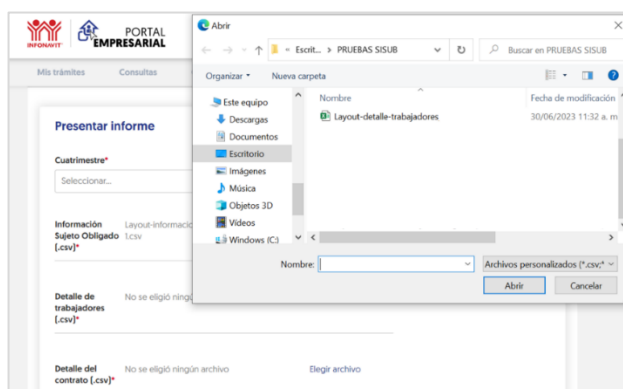 INFONAVIT
PORTAL
EMPRESARIAL
Mis trámites Consultas
Presentar informe
Cuatrimestre*
Seleccionar...
Información Sujeto Obligado (.csv)*
Layout-informacio
1.csv
Detalle de trabajadores (.csv)*
No se eligió ningú
Detalle del contrato (.csv)*
No se eligió ningún archivo
Elegir archivo
Abrir
« Escrit... > PRUEBAS SISUB
Buscar en PRUEBAS SISUB
Organizar
Nueva carpeta
Este equipo
Descargas
Documentos
Escritorio
Imágenes
Música
Objetos 3D
Vídeos
Windows (C:)
Nombre
Fecha de modificación
Layout-detalle-trabajadores
30/06/2023 11:32 a. m
Nombre:
Archivos personalizados (*.csv;*
Abrir
Cancelar